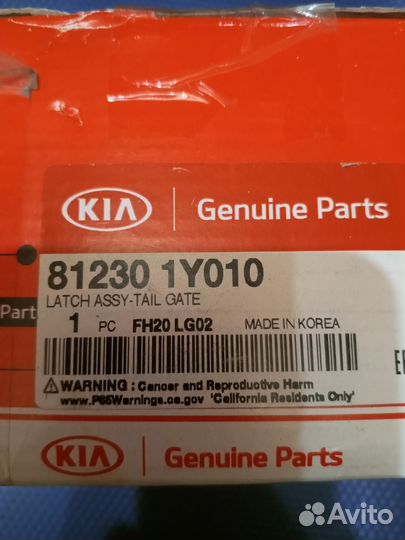 KIA Genuine Parts
Part
81230 1Y010
LATCH ASSY-TAIL GATE
1 PC FH20 LG02 MADE IN KOREA
WARNING : Cancer and Reproductive Harm
www.P65Warnings.ca.gov 'California Residents Only'
KIA Genuine Parts
Avito